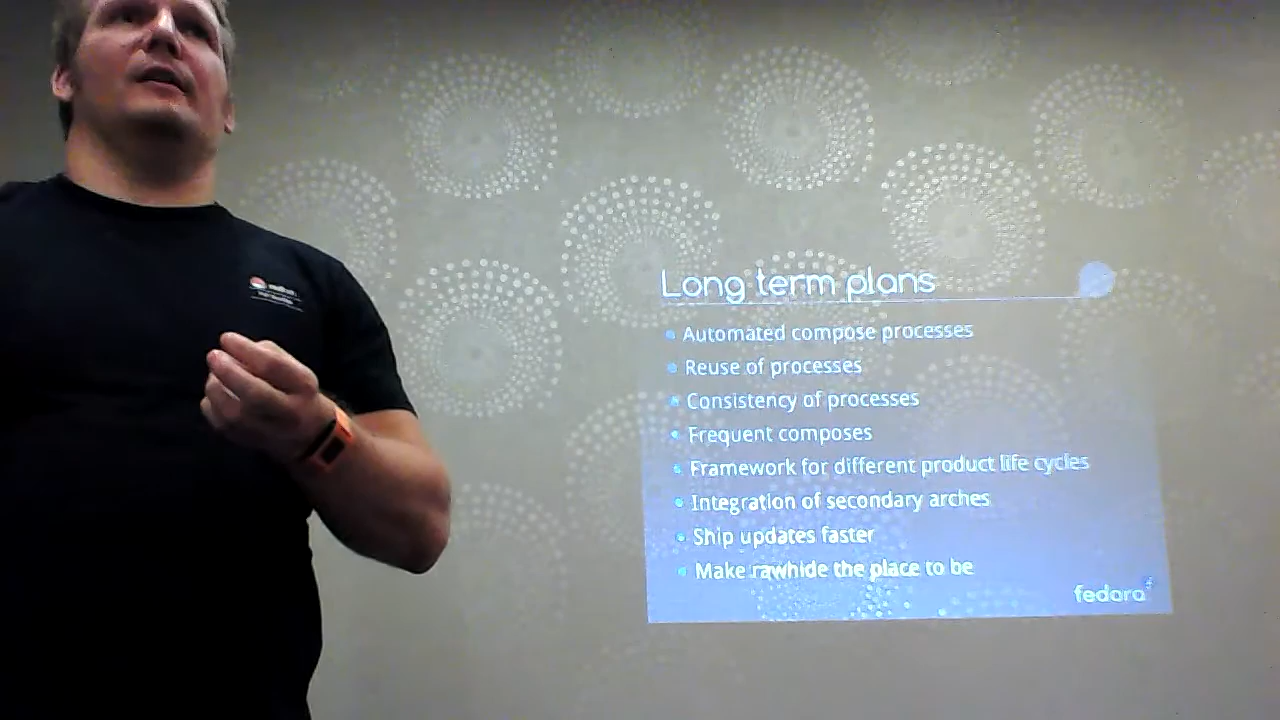 Long term plans
Automated compose processes
Reuse of processes
Consistency of processes
Frequent composes
Framework for different product life cycles
Integration of secondary arches
Ship updates faster
Make rawhide the place to be
fedora